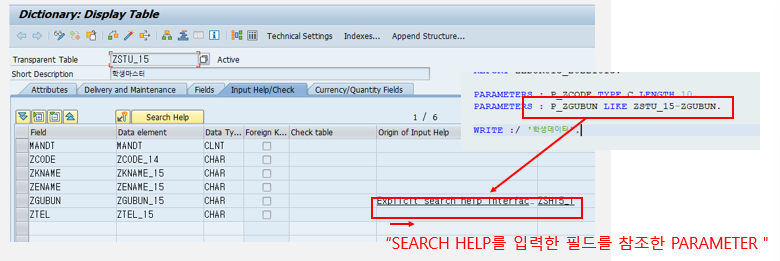 Dictionary: Display Table
Technical Settings Indexes... Append Structure...
Transparent Table ZSTU_15 Active
Short Description 학생마스터
Attributes Delivery and Maintenance Fields Input Help/Check Currency/Quantity Fields
Search Help 1 / 6
Field Data element Data Ty... Foreign K... Check table Origin of Input Help
MANDT MANDT CLNT
ZCODE ZCODE_14 CHAR
ZKNAME ZKNAME_15 CHAR
ZENAME ZENAME_15 CHAR
ZGUBUN ZGUBUN_15 CHAR Explicit search help interfac…
ZTEL ZTEL_15 CHAR
PARAMETERS : P_ZCODE TYPE C LENGTH 10.
PARAMETERS : P_ZGUBUN LIKE ZSTU_15-ZGUBUN.
WRITE :/ '학생데이터'.
"SEARCH HELP를 입력한 필드를 참조한 PARAMETER "